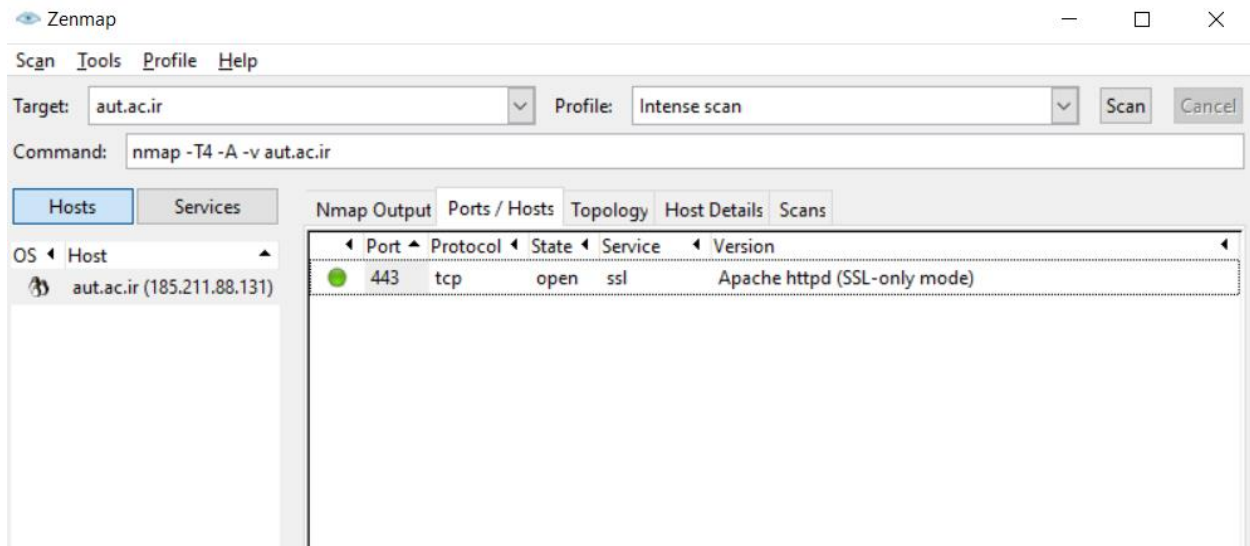 Zenmap
Scan Tools Profile Help
Target: aut.ac.ir Profile: Intense scan Scan Cancel
Command: nmap -T4 -A -v aut.ac.ir
Hosts Services Nmap Output Ports / Hosts Topology Host Details Scans
OS Host Port Protocol State Service Version
aut.ac.ir (185.211.88.131) 443 tcp open ssl Apache httpd (SSL-only mode)